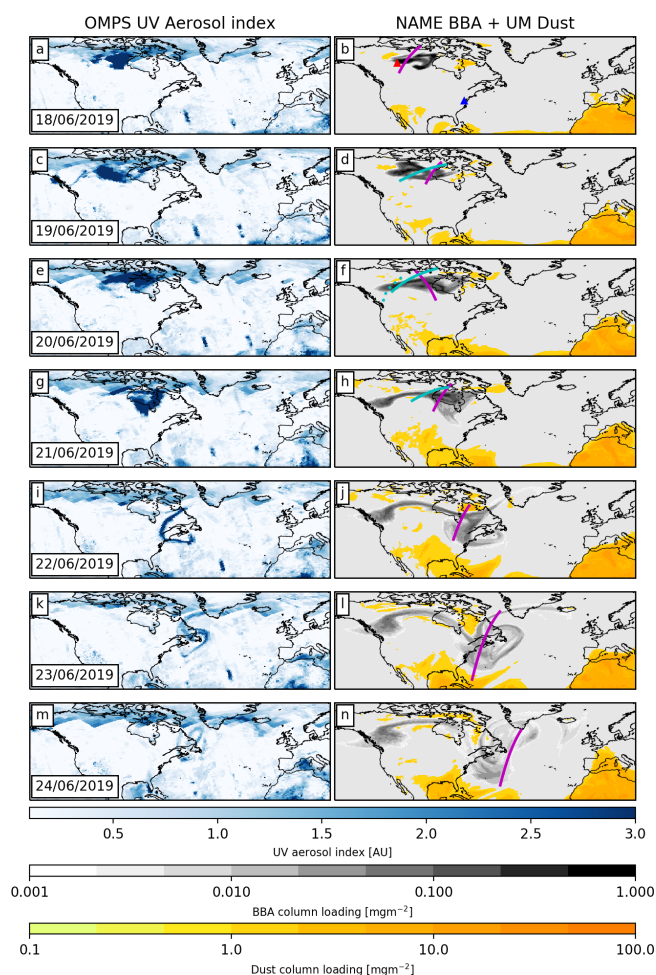 OMPS UV Aerosol index
NAME BBA + UM Dust
a
18/06/2019
b
c
19/06/2019
d
e
20/06/2019
f
g
21/06/2019
h
i
22/06/2019
j
k
23/06/2019
l
m
24/06/2019
n
0.5 1.0 1.5 2.0 2.5 3.0
UV aerosol index [AU]
0.001 0.010 0.100 1.000
BBA column loading [mgm⁻²]
0.1 1.0 10.0 100.0
Dust column loading [mgm⁻²]